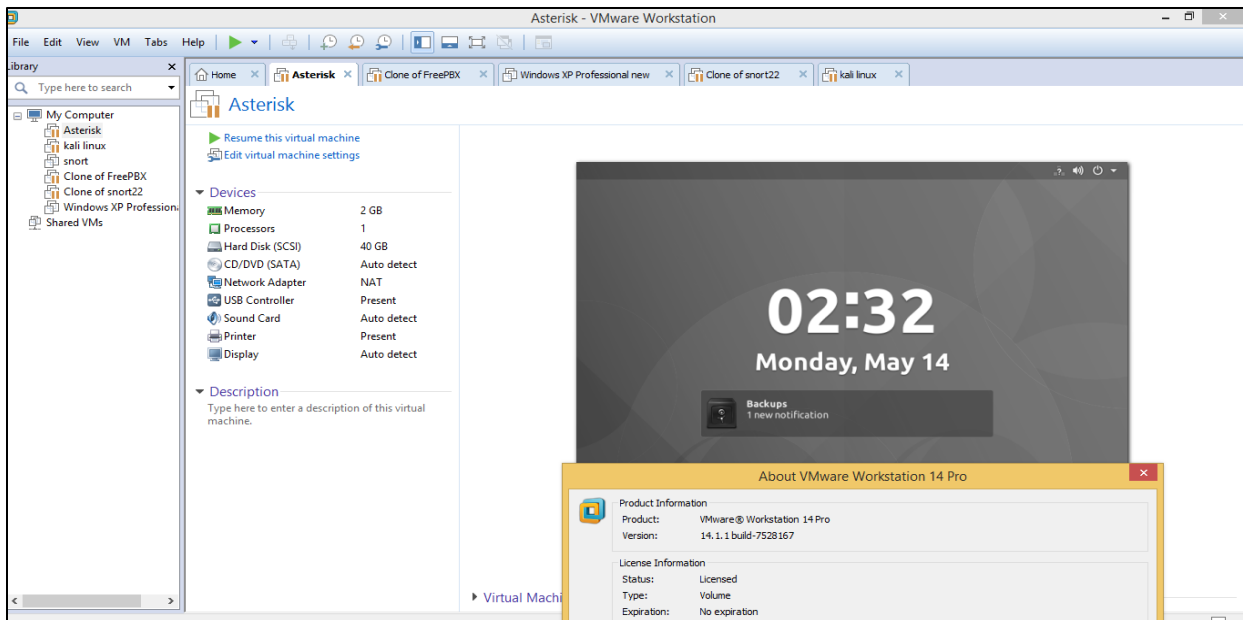 Asterisk - VMware Workstation
File Edit View VM Tabs Help
Library
Type here to search
My Computer
Asterisk
kali linux
snort
Clone of FreePBX
Clone of snort22
Windows XP Profession
Shared VMs
Home Asterisk Clone of FreePBX Windows XP Professional new Clone of snort22 kali linux
Asterisk
Resume this virtual machine
Edit virtual machine settings
Devices
Memory 2 GB
Processors 1
Hard Disk (SCSI) 40 GB
CD/DVD (SATA) Auto detect
Network Adapter NAT
USB Controller Present
Sound Card Auto detect
Printer Present
Display Auto detect
Description
Type here to enter a description of this virtual
machine.
02:32
Monday, May 14
Backups
1 new notification
Virtual Machi
About VMware Workstation 14 Pro
Product Information
Product: VMware® Workstation 14 Pro
Version: 14.1.1 build-7528167
License Information
Status: Licensed
Type: Volume
Expiration: No expiration